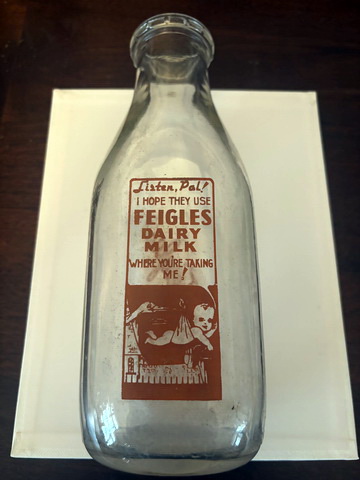 Listen, Pal!
I HOPE THEY USE
FEIGLES
DAIRY
MILK
WHERE YOU'RE TAKING
ME!